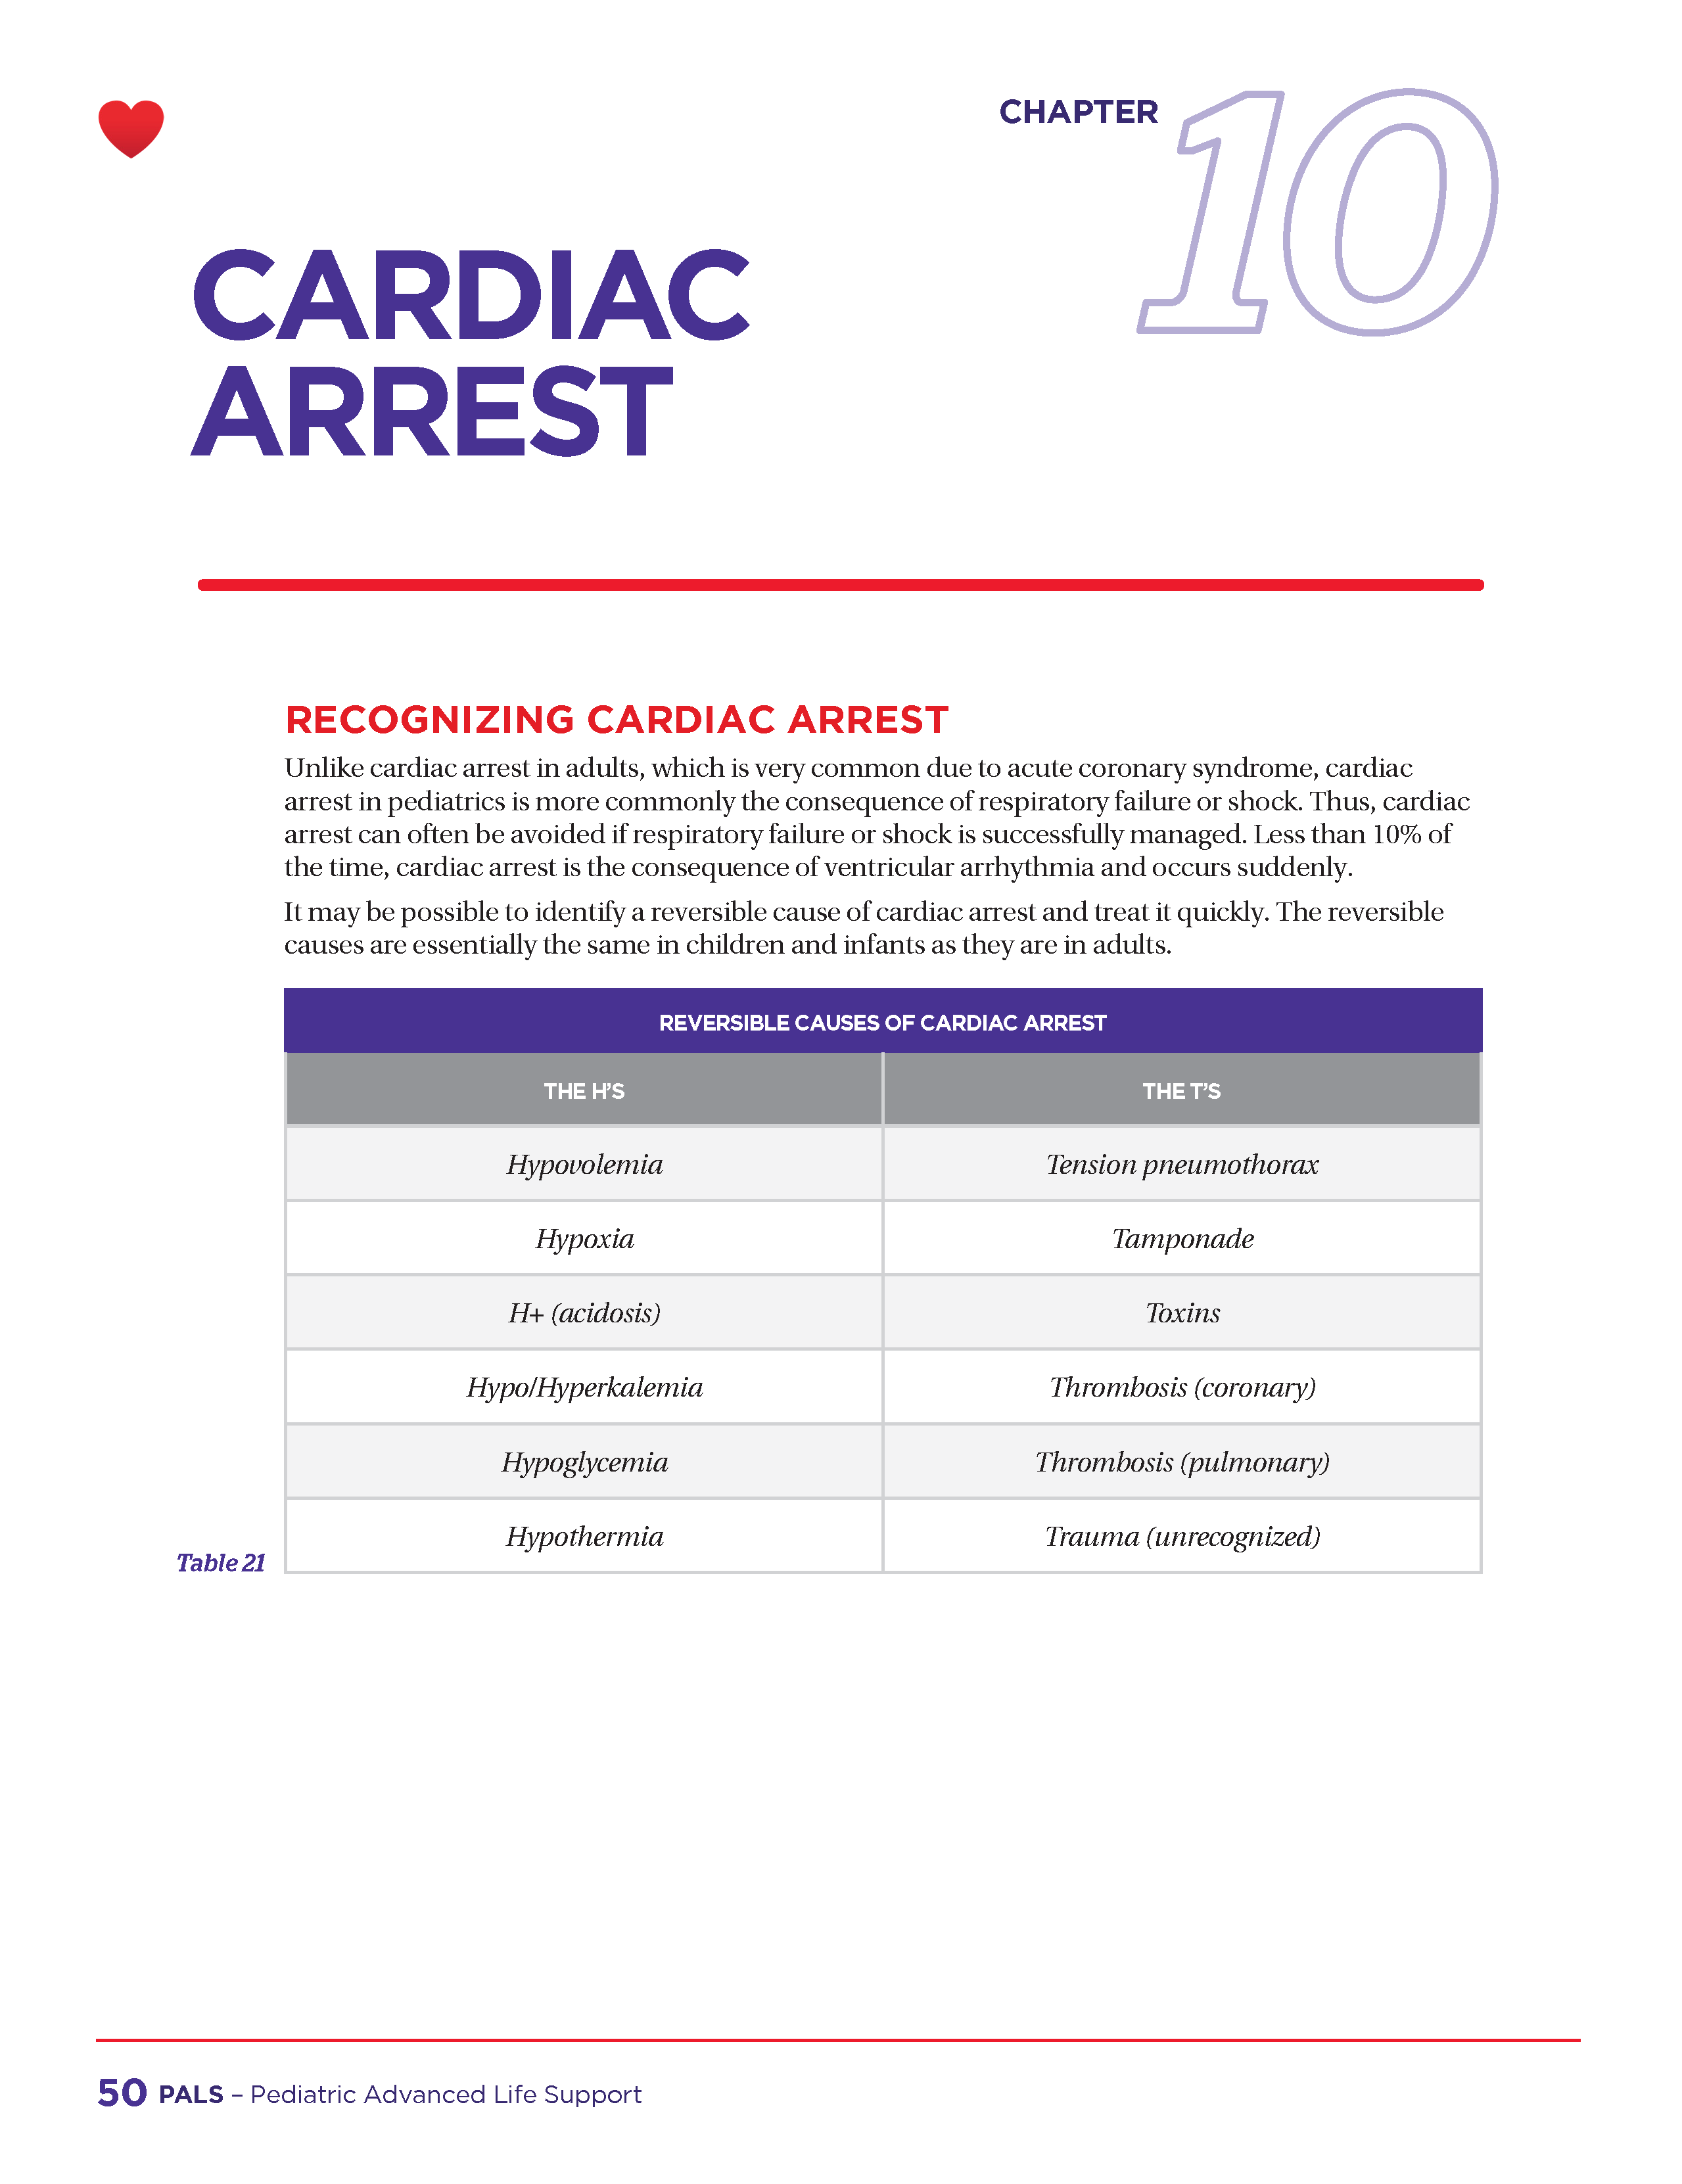 CHAPTER 10
CARDIAC
ARREST
RECOGNIZING CARDIAC ARREST
Unlike cardiac arrest in adults, which is very common due to acute coronary syndrome, cardiac
arrest in pediatrics is more commonly the consequence of respiratory failure or shock. Thus, cardiac
arrest can often be avoided if respiratory failure or shock is successfully managed. Less than 10% of
the time, cardiac arrest is the consequence of ventricular arrhythmia and occurs suddenly.
It may be possible to identify a reversible cause of cardiac arrest and treat it quickly. The reversible
causes are essentially the same in children and infants as they are in adults.
REVERSIBLE CAUSES OF CARDIAC ARREST
THE H’S THE T’S
Hypovolemia Tension pneumothorax
Hypoxia Tamponade
H+ (acidosis) Toxins
Hypo/Hyperkalemia Thrombosis (coronary)
Hypoglycemia Thrombosis (pulmonary)
Hypothermia Trauma (unrecognized)
Table 21
50 PALS – Pediatric Advanced Life Support